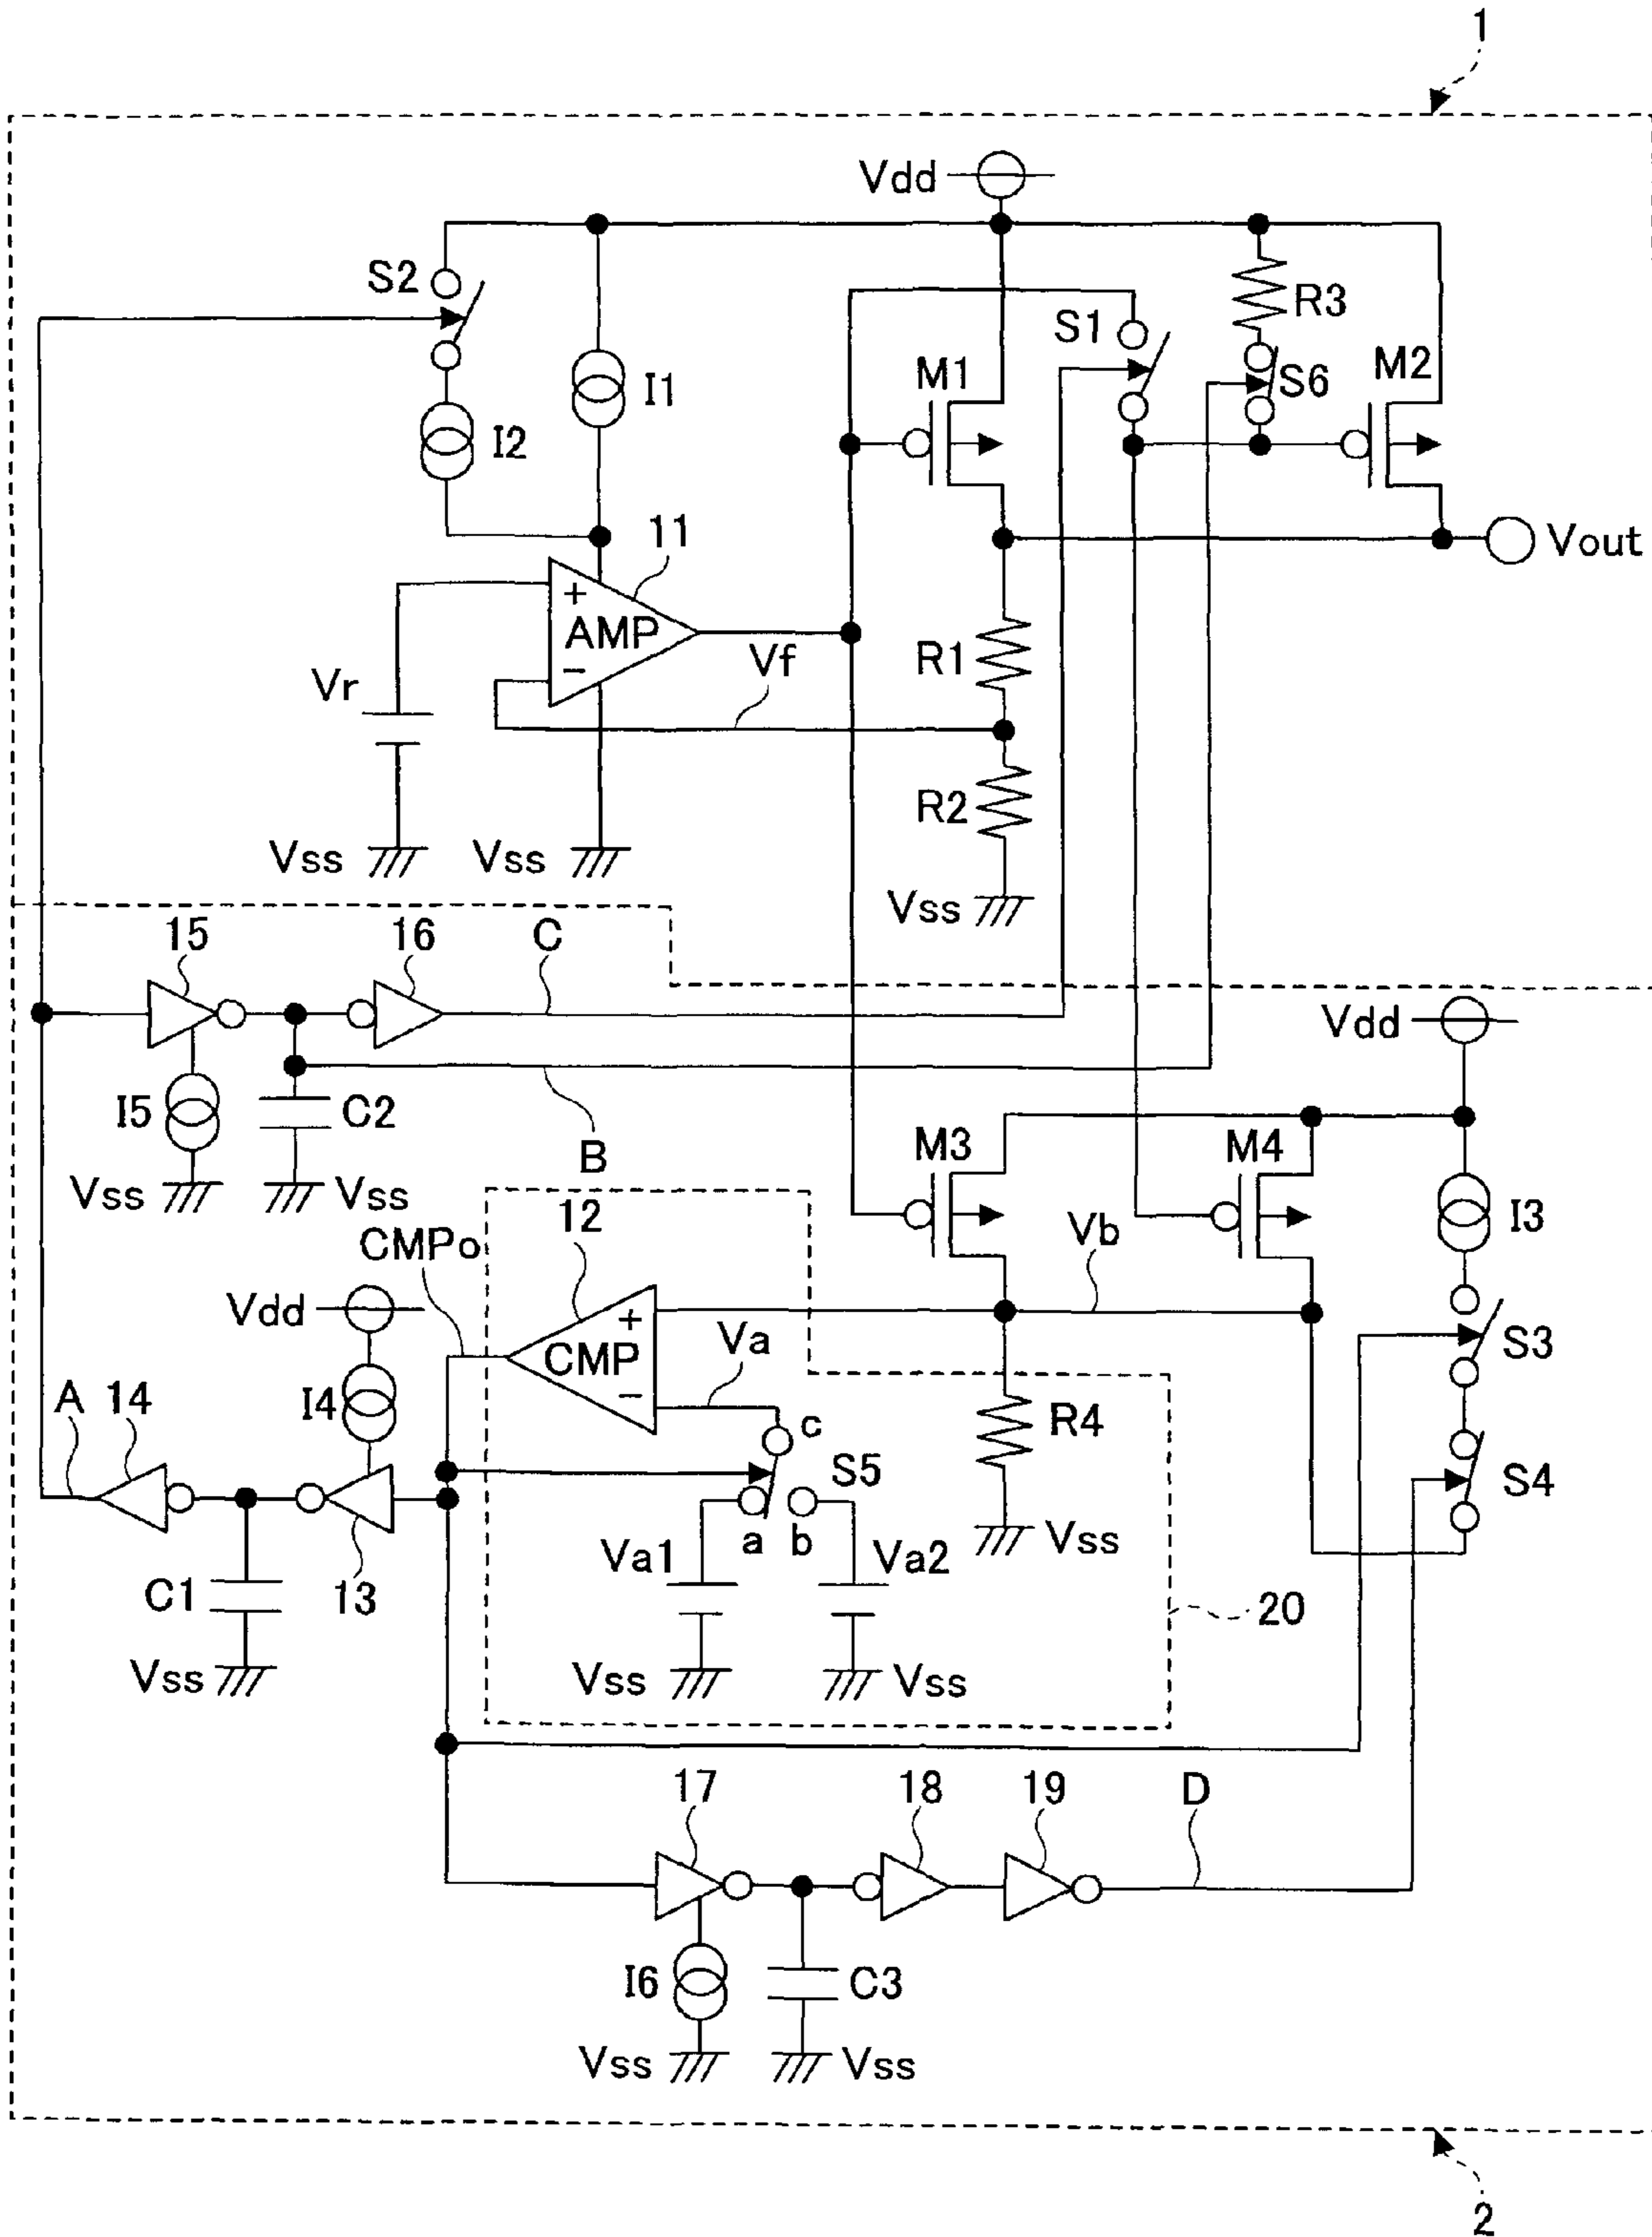 1
Vdd
S2
I1
I2
S1
R3
S6
M1
M2
11
+
AMP
−
Vout
Vf
R1
Vr
R2
Vss
Vss
Vss
15
16
C
Vdd
I5
C2
B
Vss
Vss
M3
M4
I3
12
CMPo
Vb
Vdd
+
CMP
−
Va
S3
A
14
I4
c
R4
S5
S4
a
b
Vss
Va1
Va2
C1
13
20
Vss
Vss
Vss
17
18
19
D
I6
C3
Vss
Vss
2